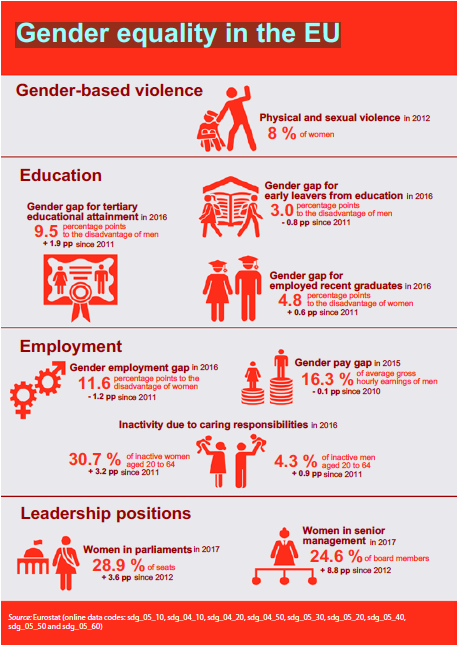 Gender equality in the EU
Gender-based violence
Physical and sexual violence in 2012
8 % of women
Education
Gender gap for tertiary
educational attainment in 2016
9.5 percentage points
to the disadvantage of men
+ 1.9 pp since 2011
Gender gap for
early leavers from education in 2016
3.0 percentage points
to the disadvantage of men
- 0.8 pp since 2011
Gender gap for
employed recent graduates in 2016
4.8 percentage points
to the disadvantage of women
+ 0.6 pp since 2011
Employment
Gender employment gap in 2016
11.6 percentage points to the
disadvantage of women
- 1.2 pp since 2011
Gender pay gap in 2015
16.3 % of average gross
hourly earnings of men
- 0.1 pp since 2010
Inactivity due to caring responsibilities in 2016
30.7 % of inactive women
aged 20 to 64
+ 3.2 pp since 2011
4.3 % of inactive men
aged 20 to 64
+ 0.9 pp since 2011
Leadership positions
Women in parliaments in 2017
28.9 % of seats
+ 3.6 pp since 2012
Women in senior
management in 2017
24.6 % of board members
+ 8.8 pp since 2012
Source: Eurostat (online data codes: sdg_05_10, sdg_04_10, sdg_04_20, sdg_04_50, sdg_05_30, sdg_05_20, sdg_05_40,
sdg_05_50 and sdg_05_60)